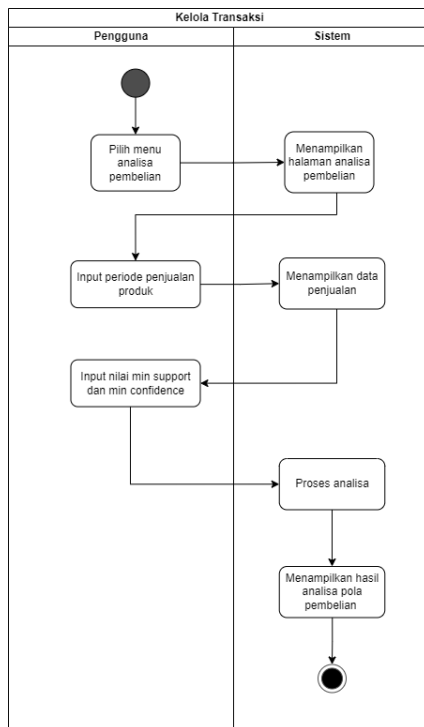 Kelola Transaksi
Pengguna
Sistem
Pilih menu
analisa
pembelian
Menampilkan
halaman analisa
pembelian
Input periode penjualan
produk
Menampilkan data
penjualan
Input nilai min support
dan min confidence
Proses analisa
Menampilkan hasil
analisa pola
pembelian